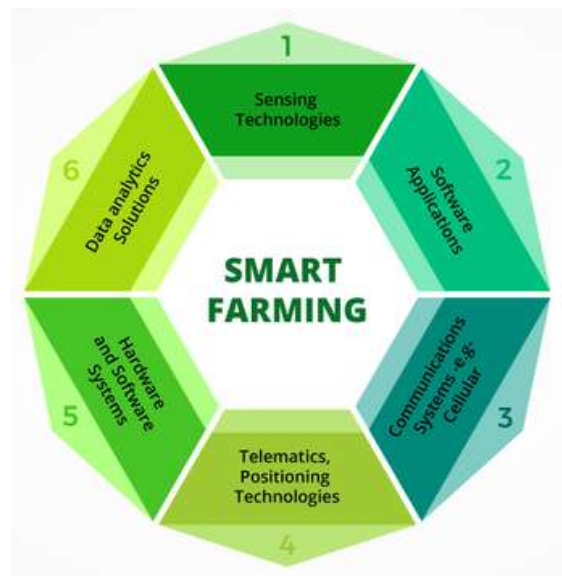 1
Sensing
Technologies
2
Software
Applications
3
Communications
Systems -e.g-
Cellular
4
Telematics,
Positioning
Technologies
5
Hardware
and Software
Systems
6
Data analytics
Solutions
SMART
FARMING